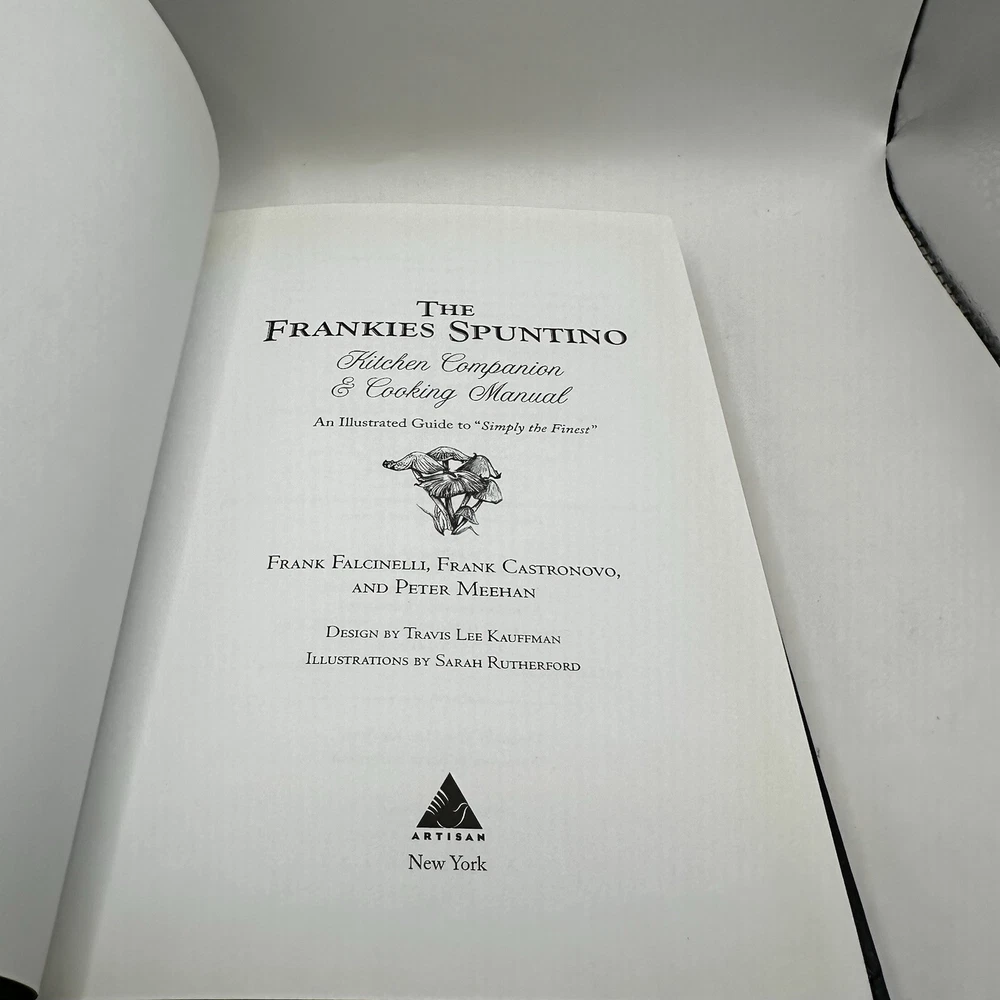 THE
FRANKIES SPUNTINO
Kitchen Companion
& Cooking Manual
An Illustrated Guide to “Simply the Finest”
FRANK FALCINELLI, FRANK CASTRONOVO,
AND PETER MEEHAN
DESIGN BY TRAVIS LEE KAUFFMAN
ILLUSTRATIONS BY SARAH RUTHERFORD
ARTISAN
New York